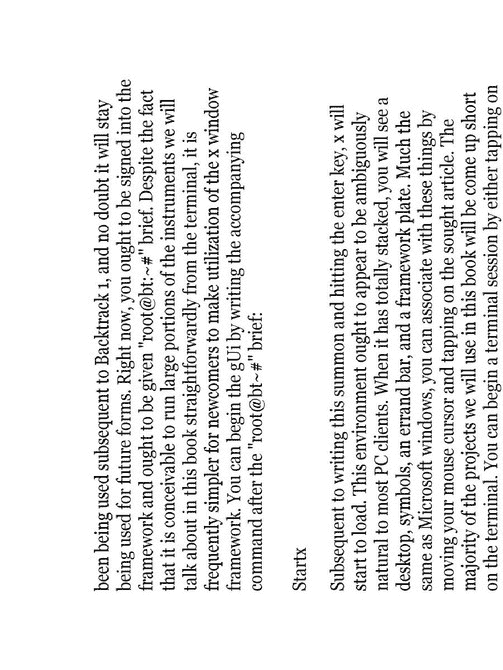 been being used subsequent to Backtrack 1, and no doubt it will stay
being used for future forms. Right now, you ought to be signed into the
framework and ought to be given "root@bt:~#" brief. Despite the fact
that it is conceivable to run large portions of the instruments we will
talk about in this book straightforwardly from the terminal, it is
frequently simpler for newcomers to make utilization of the x window
framework. You can begin the gUi by writing the accompanying
command after the "root@bt~#" brief:
Startx
Subsequent to writing this summon and hitting the enter key, x will
start to load. This environment ought to appear to be ambiguously
natural to most PC clients. When it has totally stacked, you will see a
desktop, symbols, an errand bar, and a framework plate. Much the
same as Microsoft windows, you can associate with these things by
moving your mouse cursor and tapping on the sought article. The
majority of the projects we will use in this book will be come up short
on the terminal. You can begin a terminal session by either tapping on